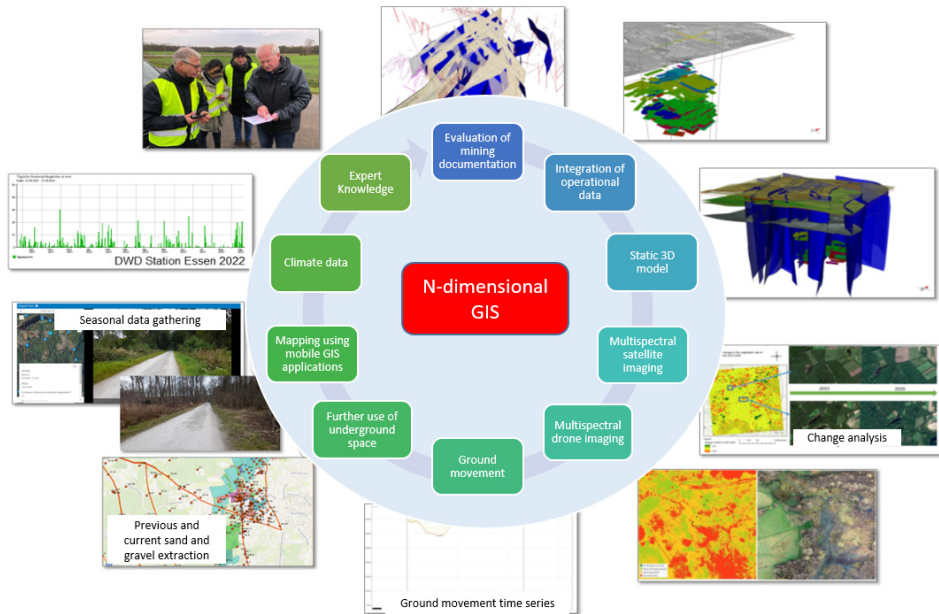 Evaluation of
mining
documentation
Integration of
operational
data
Static 3D
model
Multispectral
satellite
imaging
Multispectral
drone imaging
Ground
movement
Further use of
underground
space
Mapping using
mobile GIS
applications
Climate data
Expert
Knowledge
N-dimensional
GIS
DWD Station Essen 2022
Seasonal data gathering
Previous and
current sand and
gravel extraction
Ground movement time series
Change analysis